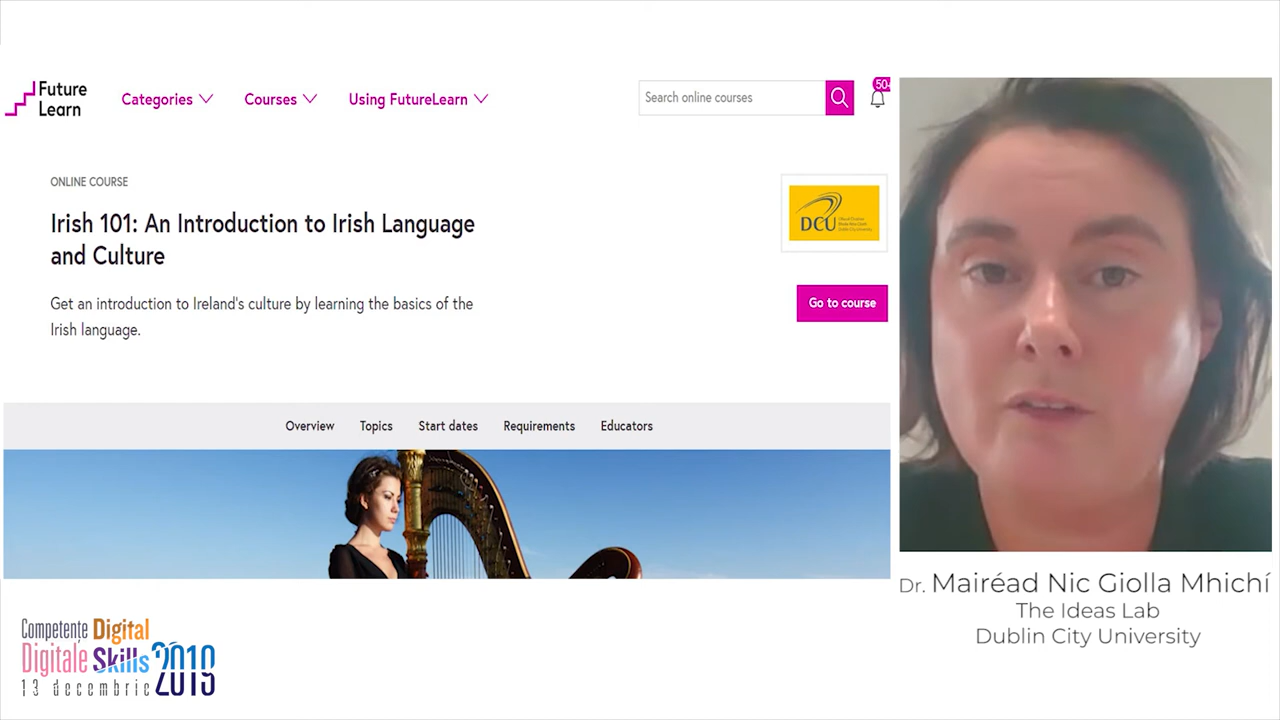 Future
Learn
Categories
Courses
Using FutureLearn
Search online courses
50+
ONLINE COURSE
Irish 101: An Introduction to Irish Language
and Culture
Get an introduction to Ireland's culture by learning the basics of the
Irish language.
DCU
Go to course
Overview Topics Start dates Requirements Educators
Dr. Mairéad Nic Giolla Mhichí
The Ideas Lab
Dublin City University
Competențe Digital
Digitale Skills 2019
13 decembrie